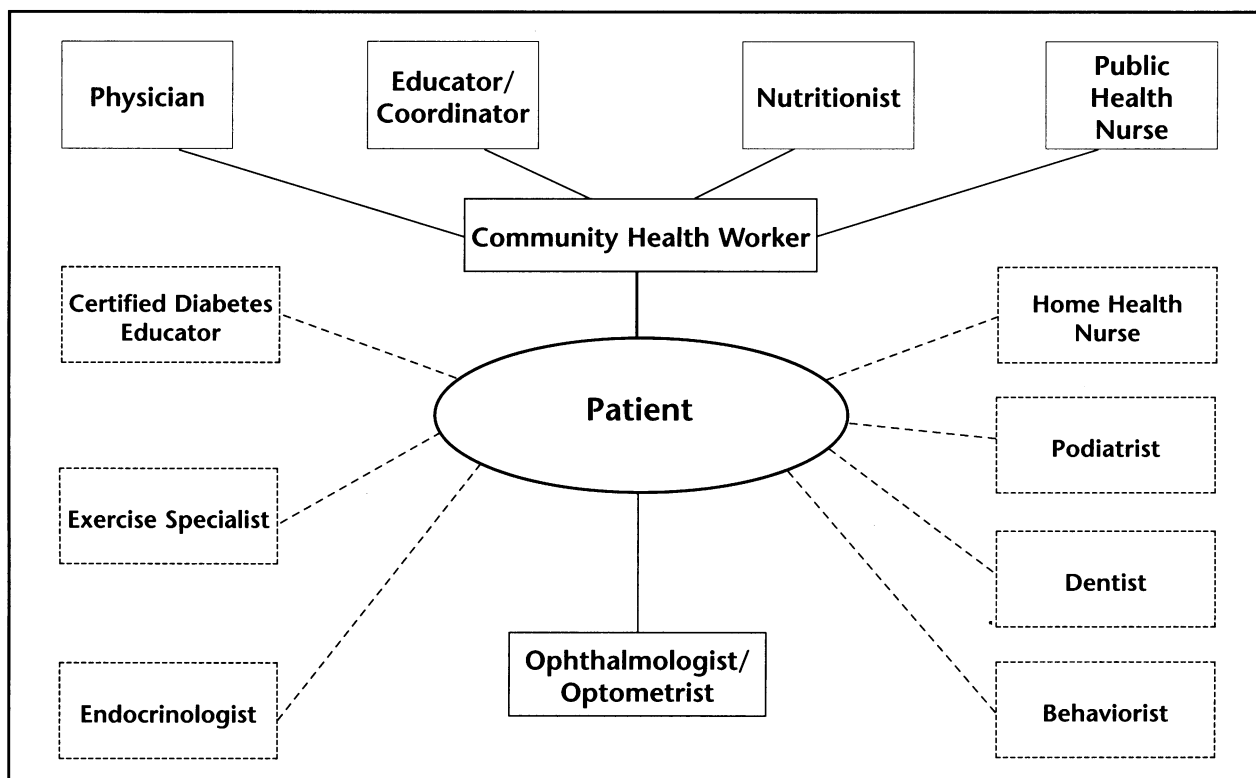 Physician
Educator/
Coordinator
Nutritionist
Public
Health
Nurse
Community Health Worker
Certified Diabetes
Educator
Home Health
Nurse
Patient
Podiatrist
Exercise Specialist
Dentist
Ophthalmologist/
Optometrist
Endocrinologist
Behaviorist